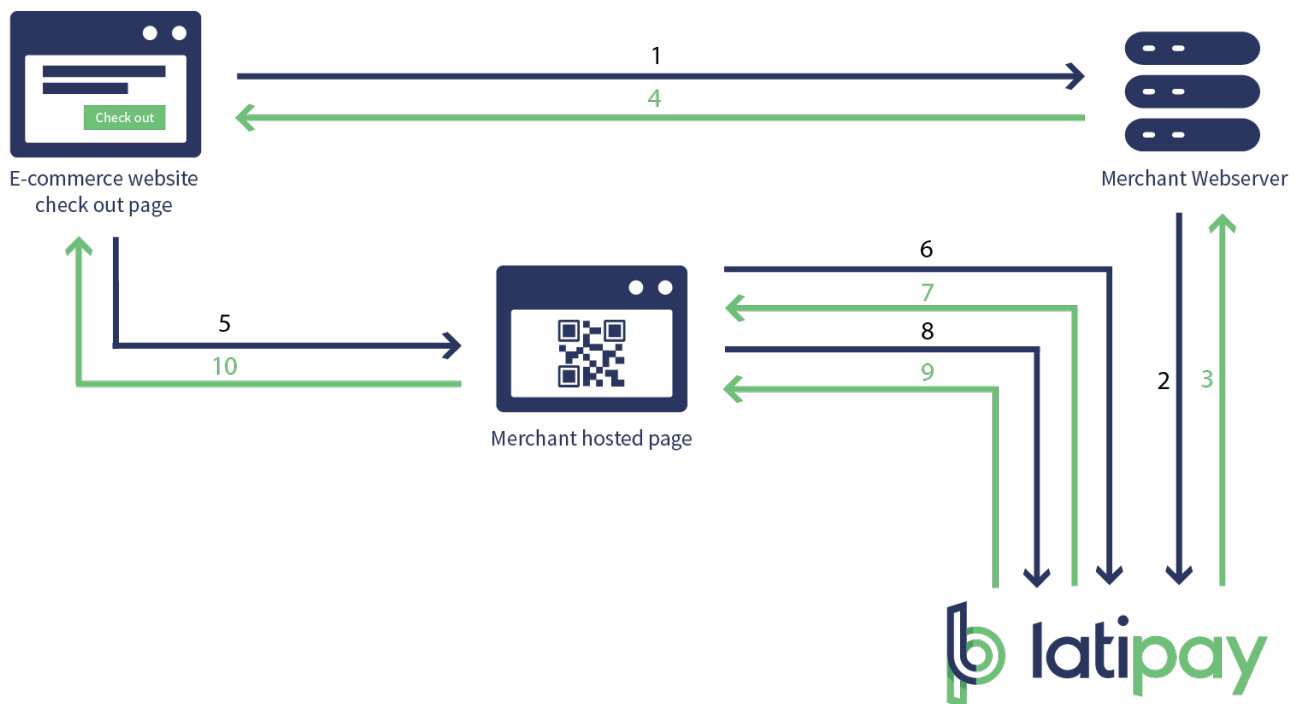 1
4
Check out
E-commerce website
check out page
Merchant Webserver
6
7
5
8
10
9
2
3
Merchant hosted page
latipay